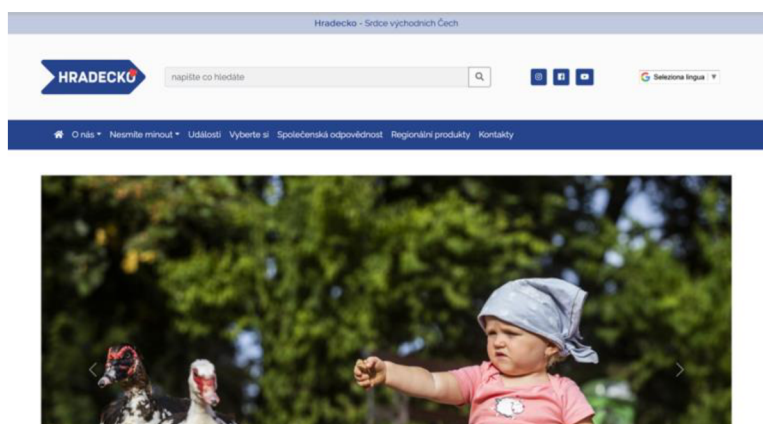 Hradecko - Srdce východních Čech
HRADECKO
napište co hledáte
Seleziona lingua ▼
O nás Nesmíte minout Události Vyberte si Společenská odpovědnost Regionální produkty Kontakty